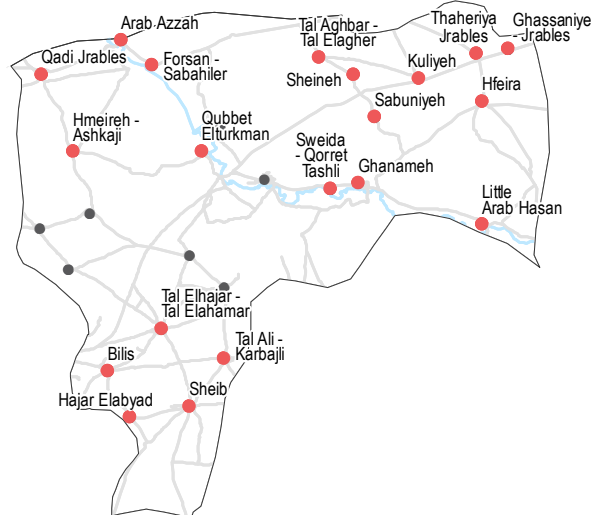 Arab Azzah
Tal Aghbar -
Tal Elagher
Thaheriya
Jrables
Ghassaniye
- Jrables
Qadi Jrables
Forsan -
Sabahiler
Kuliyeh
Sheineh
Hfeira
Sabuniyeh
Hmeireh -
Ashkaji
Qubbet
Eltürkman
Sweida
- Qorret
Tashli
Ghanameh
Little
Arab Hasan
Tal Elhajar -
Tal Elahamar
Tal Ali -
Karbajli
Bilis
Hajar Elabyad
Sheib